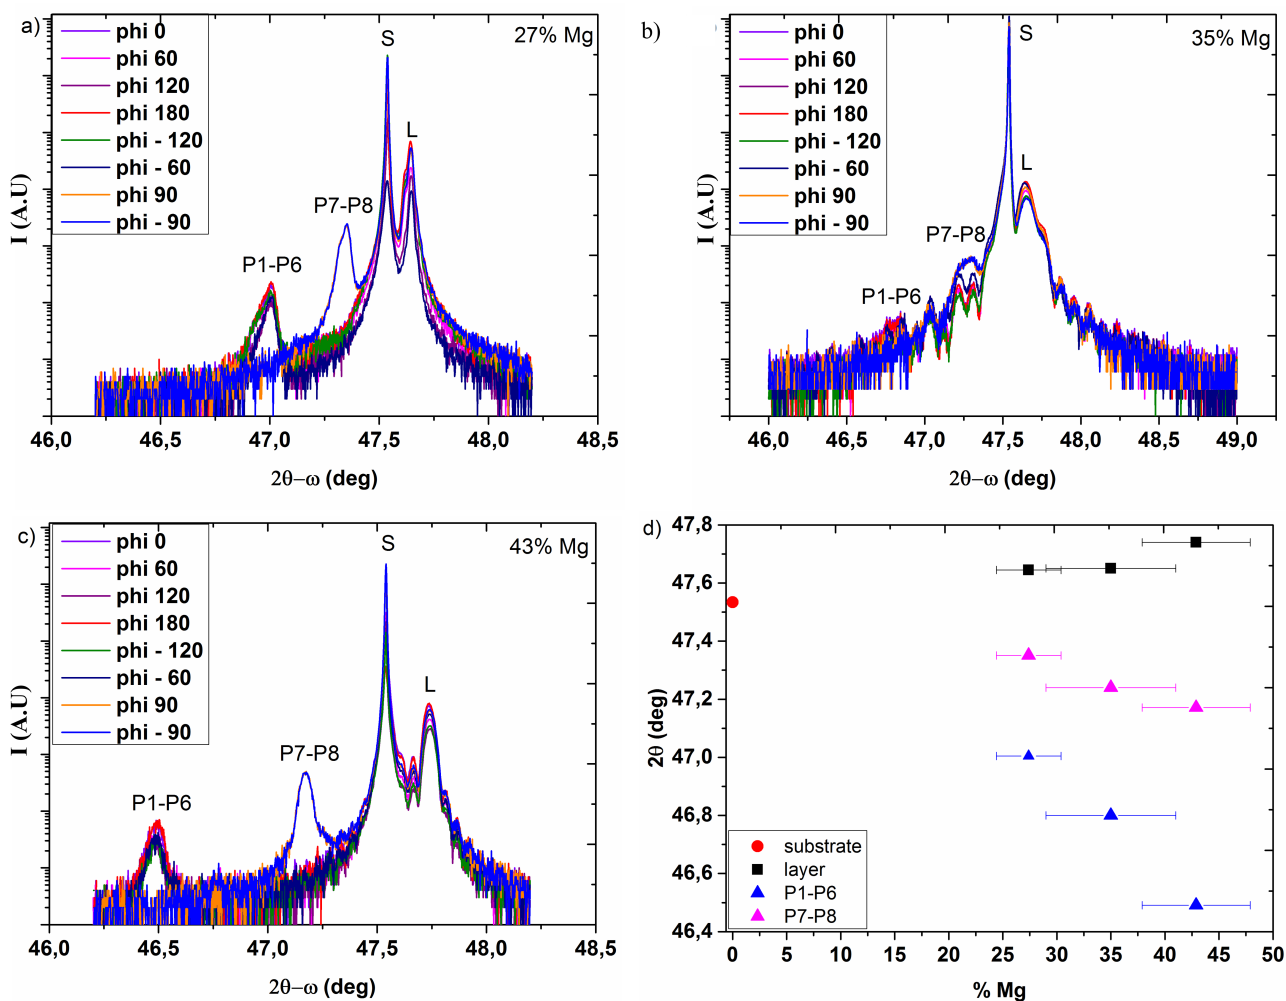 a)
phi 0
phi 60
phi 120
phi 180
phi - 120
phi - 60
phi 90
phi - 90
27% Mg
S
L
P7-P8
P1-P6
I (A.U)
46,0 46,5 47,0 47,5 48,0 48,5
2θ−ω (deg)
b)
phi 0
phi 60
phi 120
phi 180
phi - 120
phi - 60
phi 90
phi - 90
35% Mg
S
L
P7-P8
P1-P6
I (A.U)
46,0 46,5 47,0 47,5 48,0 48,5 49,0
2θ−ω (deg)
c)
phi 0
phi 60
phi 120
phi 180
phi - 120
phi - 60
phi 90
phi - 90
43% Mg
S
L
P7-P8
P1-P6
I (A.U)
46,0 46,5 47,0 47,5 48,0 48,5
2θ−ω (deg)
d)
47,8
47,6
47,4
47,2
47,0
46,8
46,6
46,4
2θ (deg)
substrate
layer
P1-P6
P7-P8
0 5 10 15 20 25 30 35 40 45 50
% Mg